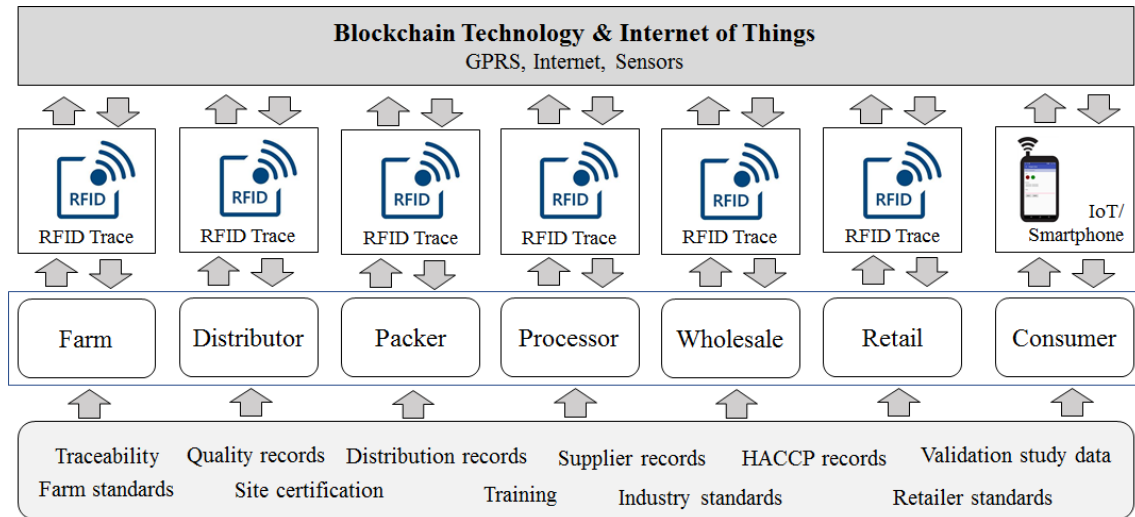 Blockchain Technology & Internet of Things
GPRS, Internet, Sensors
RFID
RFID Trace
RFID
RFID Trace
RFID
RFID Trace
RFID
RFID Trace
RFID
RFID Trace
RFID
RFID Trace
IoT/
Smartphone
Farm
Distributor
Packer
Processor
Wholesale
Retail
Consumer
Traceability
Quality records
Distribution records
Supplier records
HACCP records
Validation study data
Farm standards
Site certification
Training
Industry standards
Retailer standards